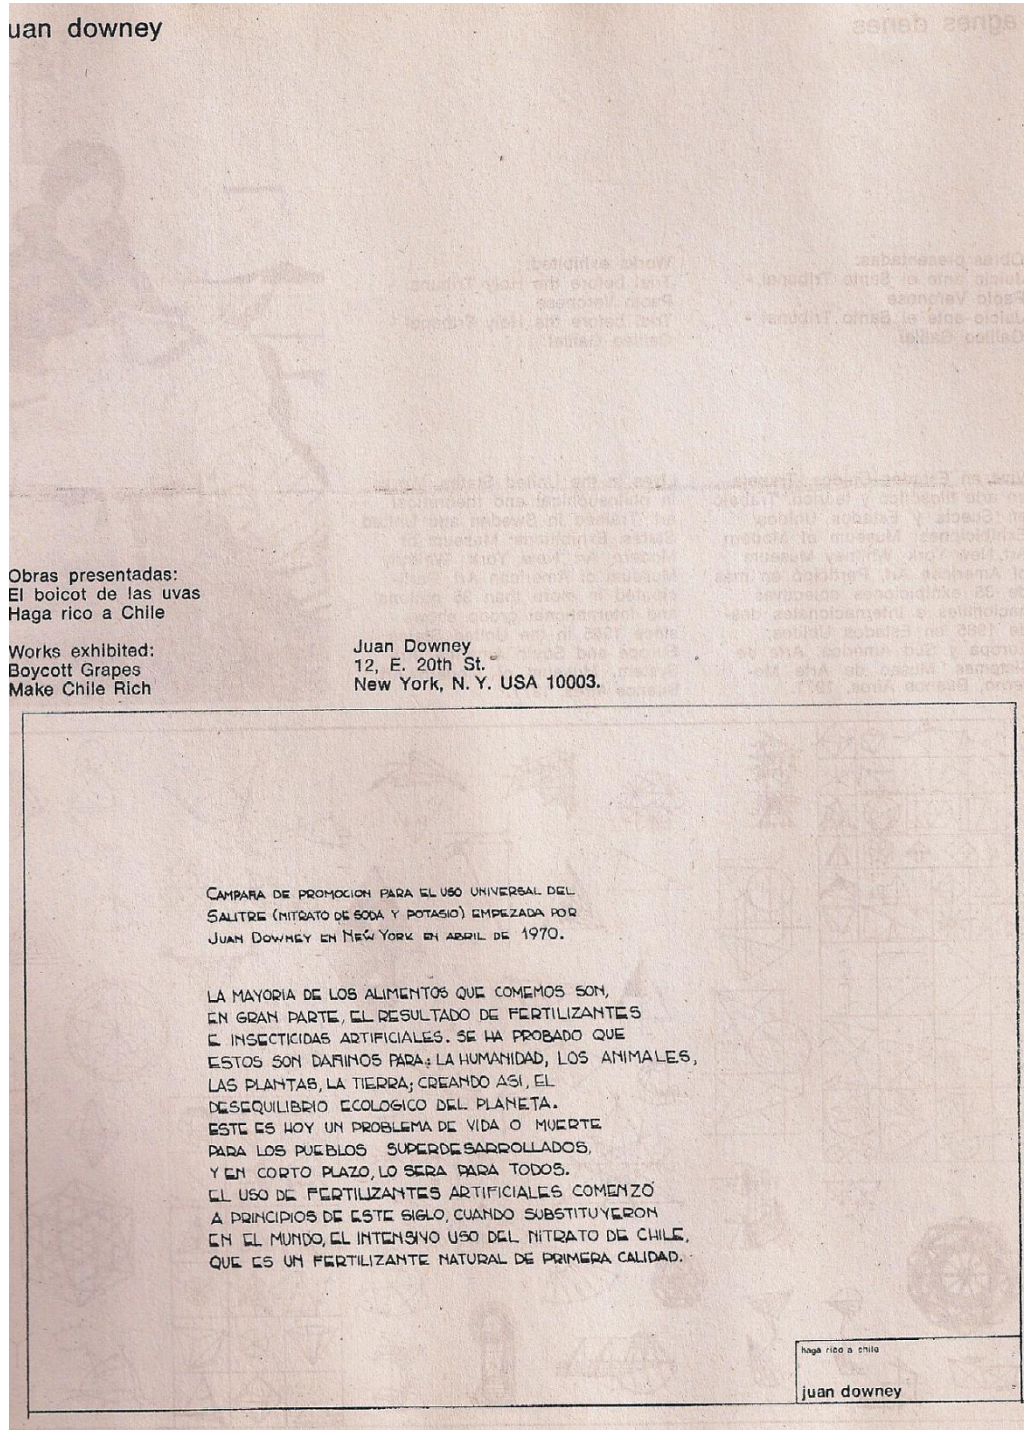 juan downey
Obras presentadas:
El boicot de las uvas
Haga rico a Chile
Works exhibited:
Boycott Grapes
Make Chile Rich
Juan Downey
12, E. 20th St.
New York, N.Y. USA 10003.
CAMPAÑA DE PROMOCION PARA EL USO UNIVERSAL DEL
SALITRE (NITRATO DE SODA Y POTASIO) EMPEZADA POR
JUAN DOWNEY EN NEW YORK EN ABRIL DE 1970.
LA MAYORIA DE LOS ALIMENTOS QUE COMEMOS SON,
EN GRAN PARTE, EL RESULTADO DE FERTILIZANTES
E INSECTICIDAS ARTIFICIALES. SE HA PROBADO QUE
ESTOS SON DAÑINOS PARA: LA HUMANIDAD, LOS ANIMALES,
LAS PLANTAS, LA TIERRA; CREANDO ASI, EL
DESEQUILIBRIO ECOLOGICO DEL PLANETA.
ESTE ES HOY UN PROBLEMA DE VIDA O MUERTE
PARA LOS PUEBLOS SUPERDESARROLLADOS,
Y EN CORTO PLAZO, LO SERA PARA TODOS.
EL USO DE FERTILIZANTES ARTIFICIALES COMENZO
A PRINCIPIOS DE ESTE SIGLO, CUANDO SUBSTITUYERON
EN EL MUNDO, EL INTENSIVO USO DEL NITRATO DE CHILE,
QUE ES UN FERTILIZANTE NATURAL DE PRIMERA CALIDAD.
haga rico a chile
juan downey